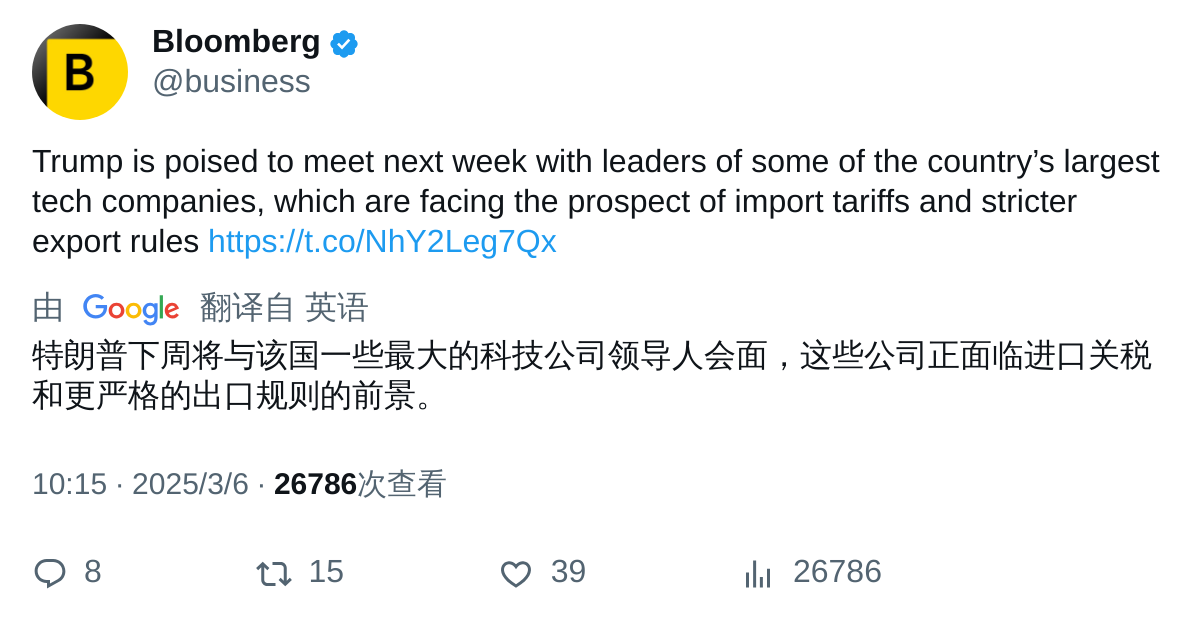 B
Bloomberg
@business
Trump is poised to meet next week with leaders of some of the country’s largest
tech companies, which are facing the prospect of import tariffs and stricter
export rules https://t.co/NhY2Leg7Qx
由 Google 翻译自 英语
特朗普下周将与该国一些最大的科技公司领导人会面，这些公司正面临进口关税
和更严格的出口规则的前景。
10:15 · 2025/3/6 · 26786次查看
8 15 39 26786